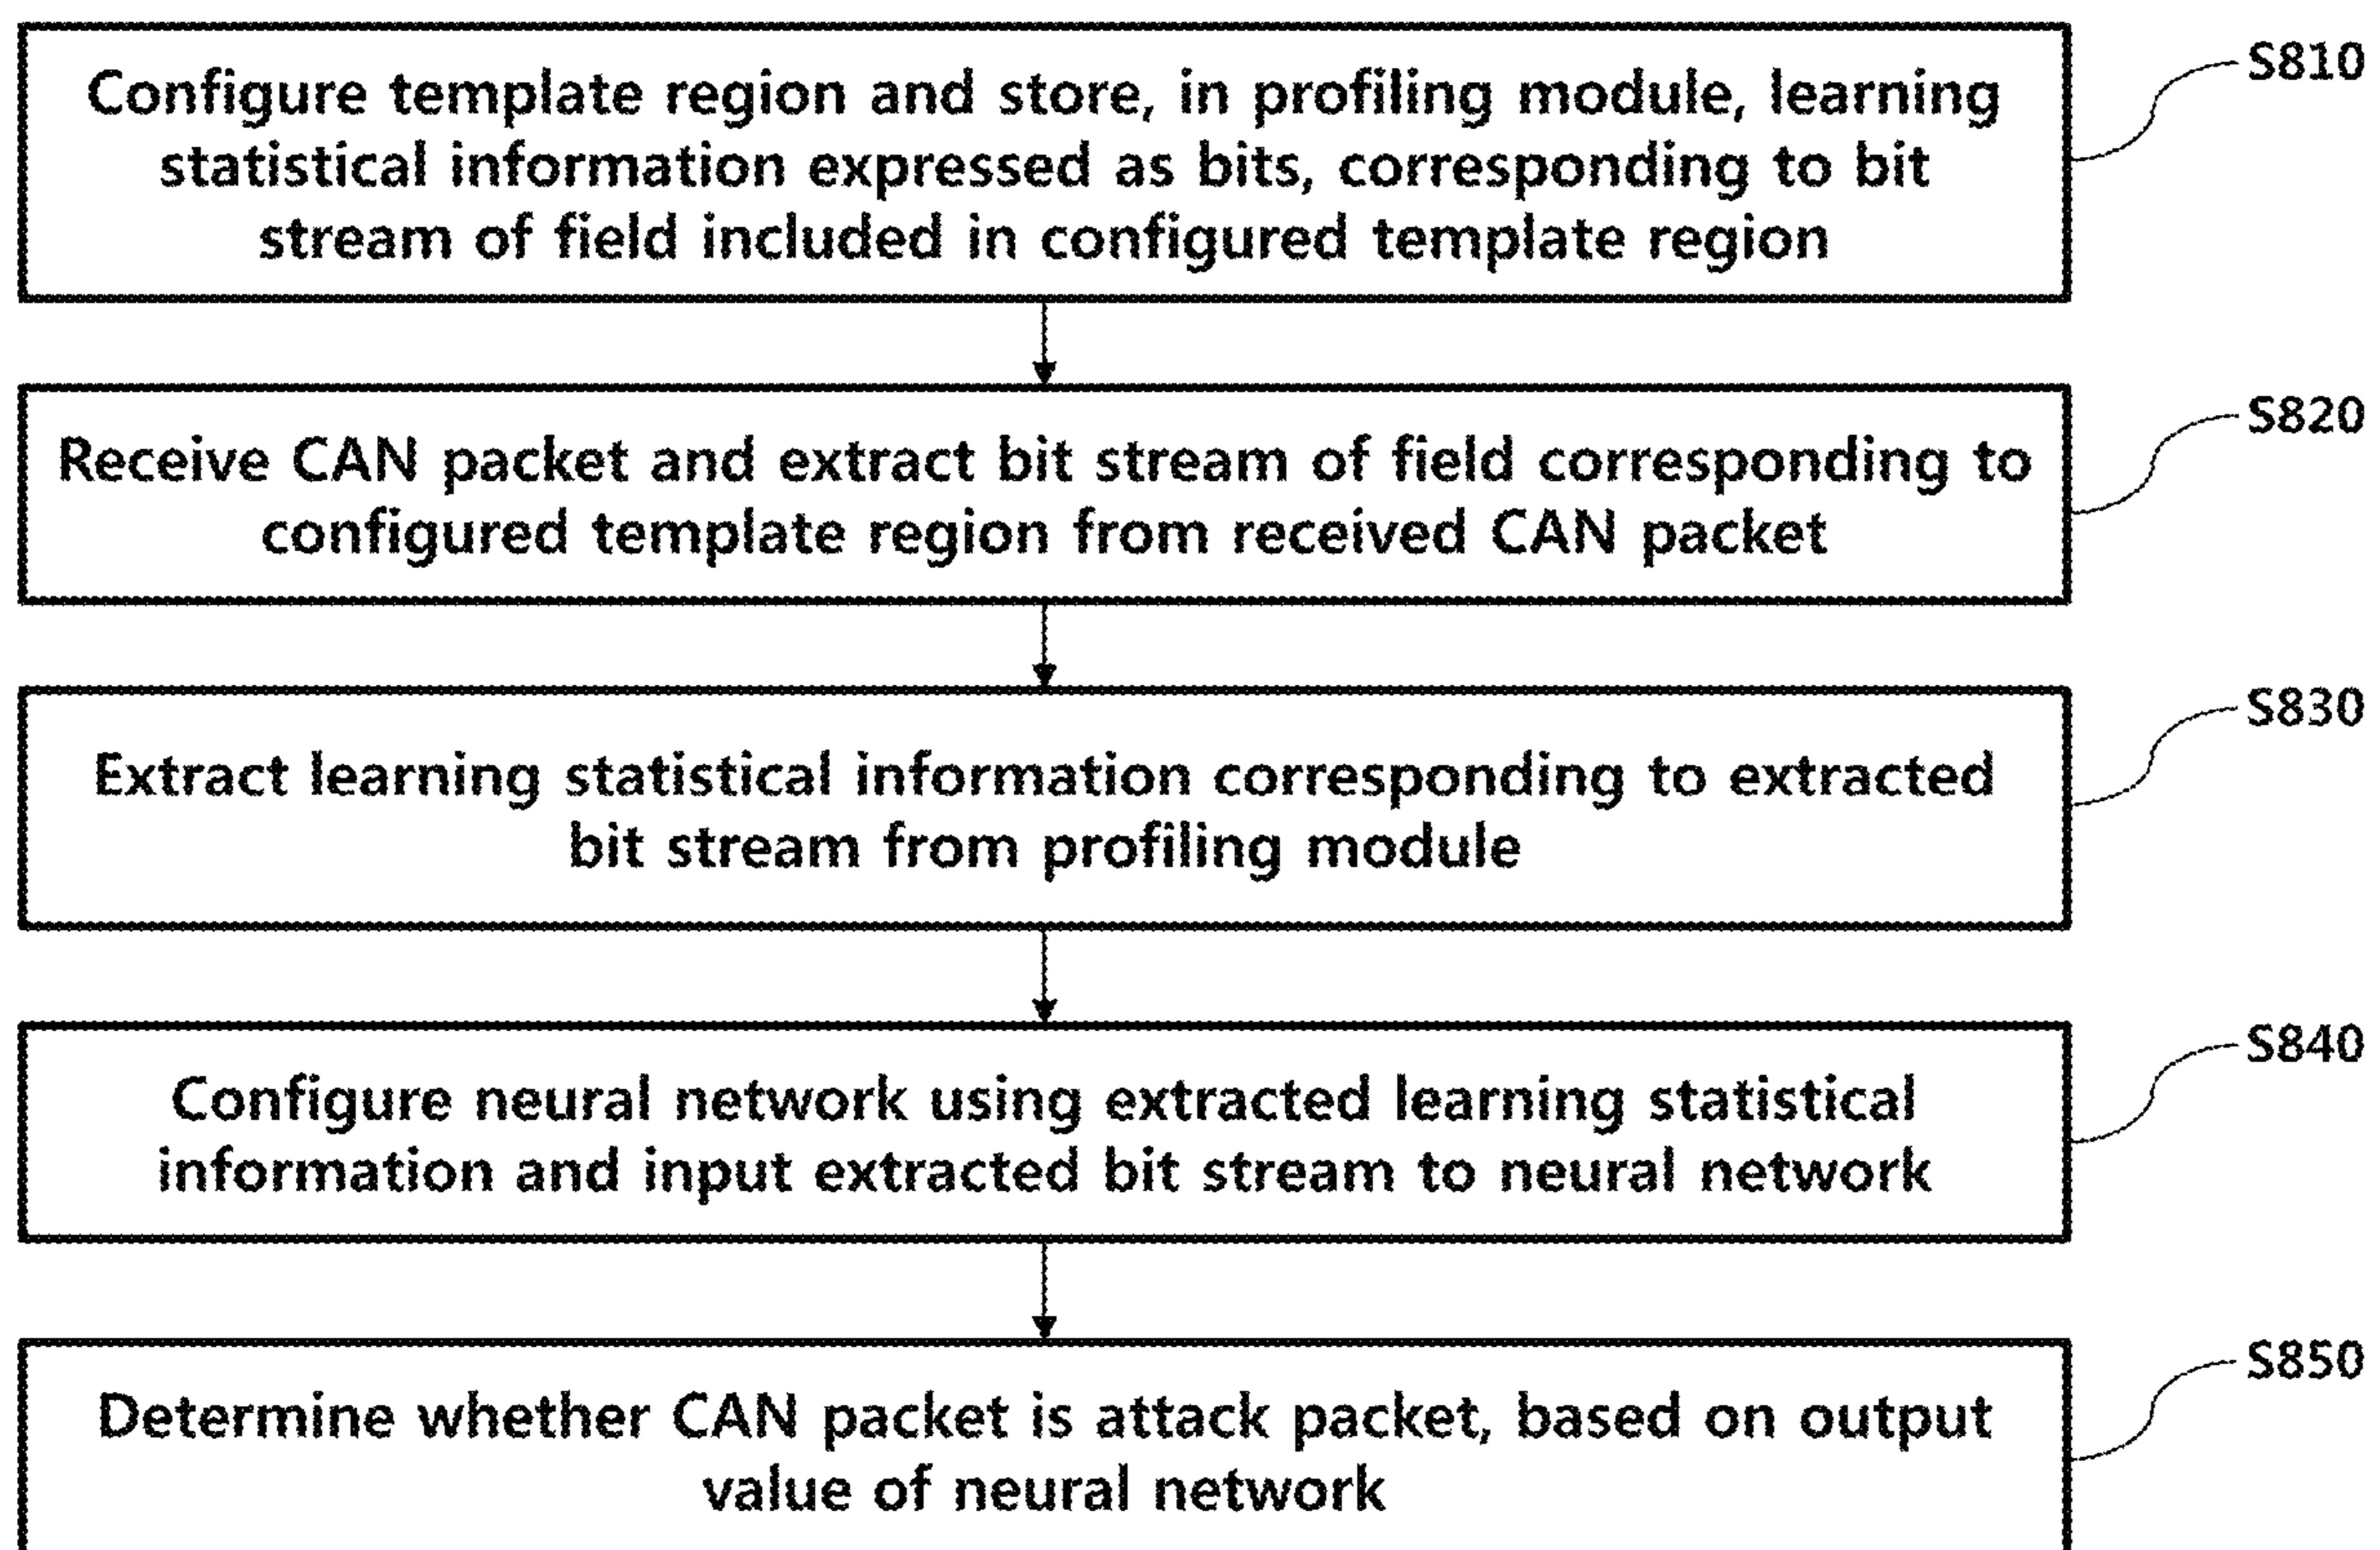 Configure template region and store, in profiling module, learning
statistical information expressed as bits, corresponding to bit
stream of field included in configured template region
S810
Receive CAN packet and extract bit stream of field corresponding to
configured template region from received CAN packet
S820
Extract learning statistical information corresponding to extracted
bit stream from profiling module
S830
Configure neural network using extracted learning statistical
information and input extracted bit stream to neural network
S840
Determine whether CAN packet is attack packet, based on output
value of neural network
S850